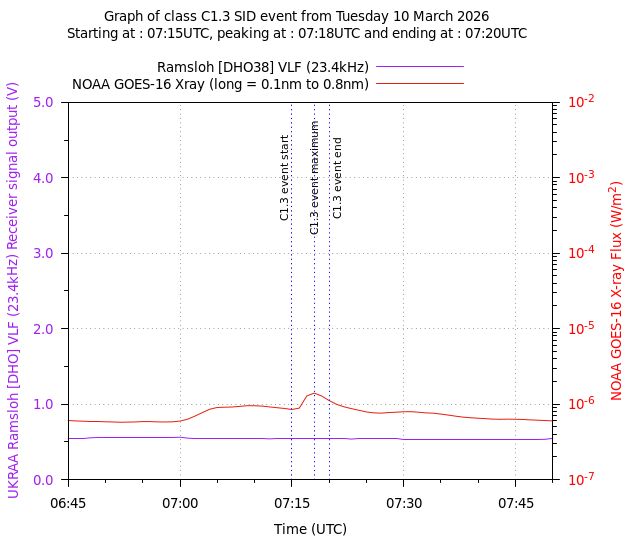 Graph of class C1.3 SID event from Tuesday 10 March 2026
Starting at : 07:15UTC, peaking at : 07:18UTC and ending at : 07:20UTC
Ramsloh [DHO38] VLF (23.4kHz)
NOAA GOES-16 Xray (long = 0.1nm to 0.8nm)
UKRAA Ramsloh [DHO] VLF (23.4kHz) Receiver signal output (V)
5.0
4.0
3.0
2.0
1.0
0.0
C1.3 event start
C1.3 event maximum
C1.3 event end
10-2
10-3
10-4
10-5
10-6
10-7
NOAA GOES-16 X-ray Flux (W/m2)
06:45 07:00 07:15 07:30 07:45
Time (UTC)